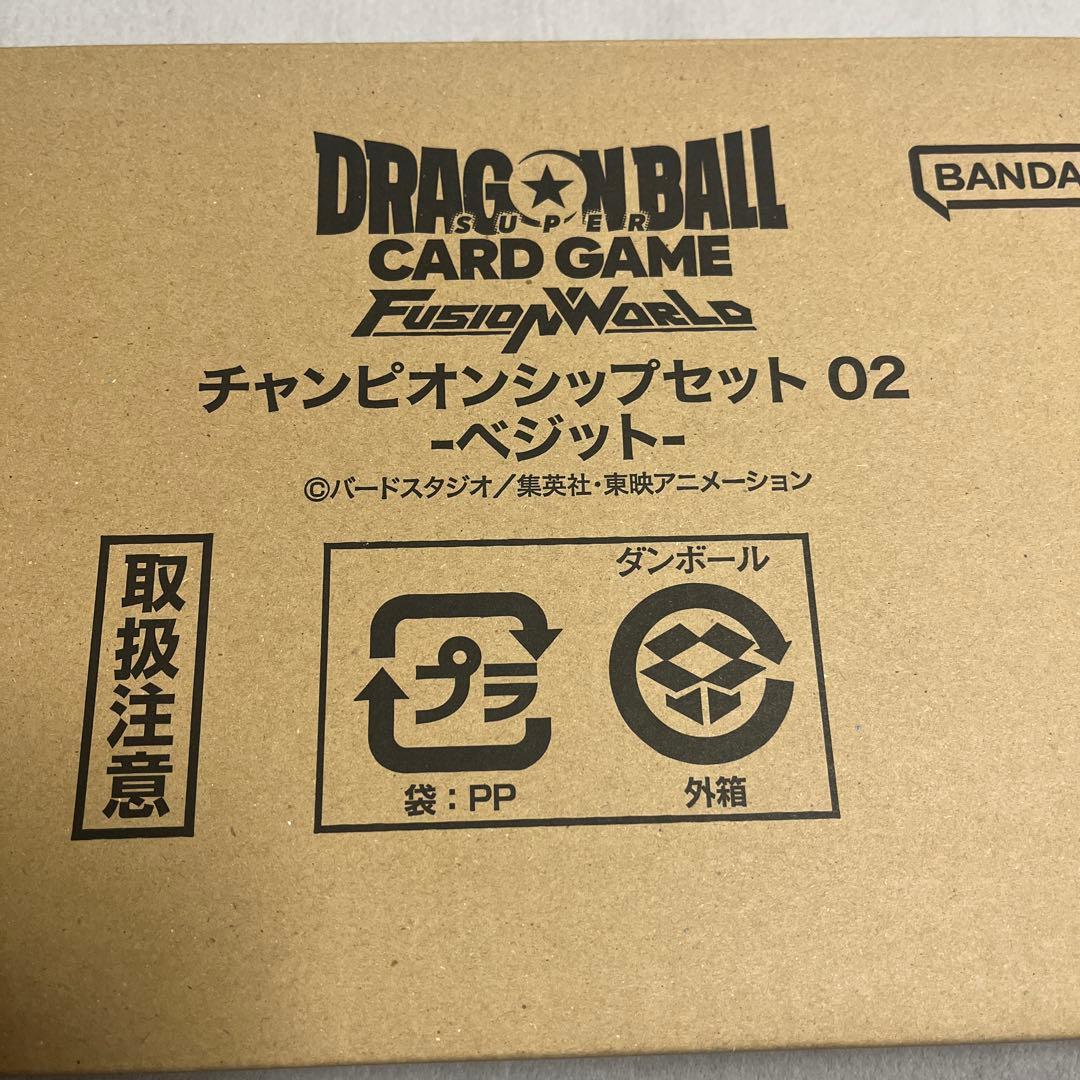 DRAGON BALL
SUPER
CARD GAME
FUSION WORLD
BANDA
チャンピオンシップセット 02
-ベジット-
©バードスタジオ／集英社・東映アニメーション
取扱注意
プラ
袋：PP
ダンボール
外箱